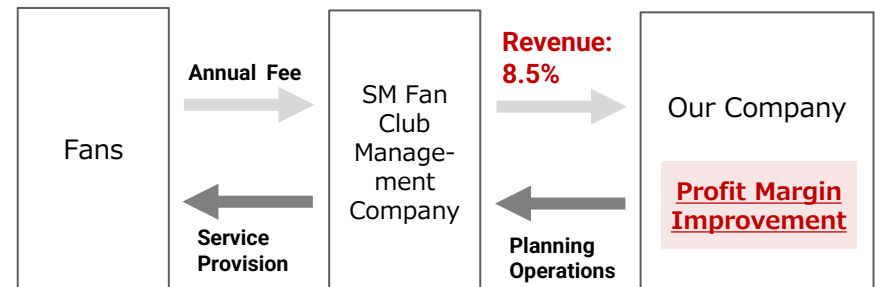 Fans
Annual Fee
Service
Provision
SM Fan
Club
Manage-
ment
Company
Revenue:
8.5%
Planning
Operations
Our Company
Profit Margin
Improvement